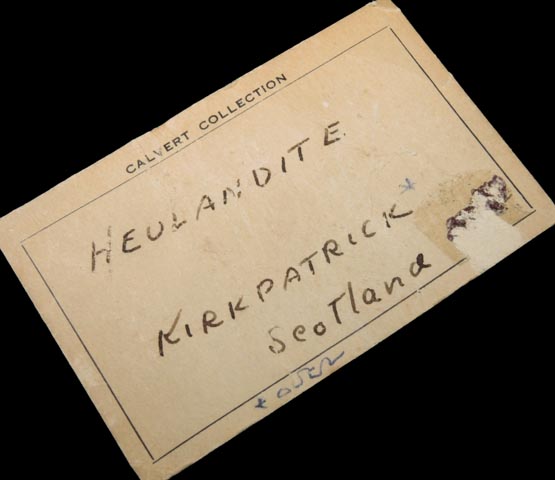 CALVERT COLLECTION
HEULANDITE
KIRKPATRICK *
Scotland